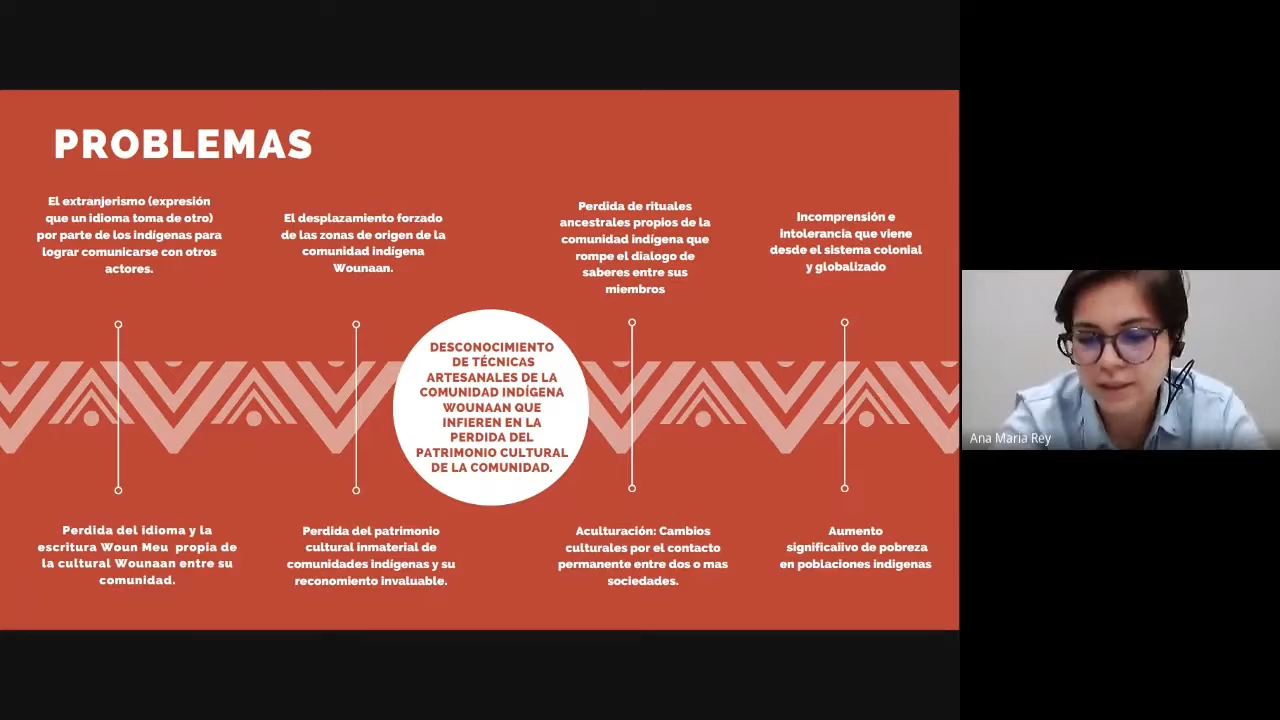 PROBLEMAS
El extranjerismo (expresión
que un idioma toma de otro)
por parte de los indígenas para
lograr comunicarse con otros
actores.
El desplazamiento forzado
de las zonas de origen de la
comunidad indígena
Wounaan.
Perdida de rituales
ancestrales propios de la
comunidad indígena que
rompe el dialogo de
saberes entre sus
miembros
Incomprensión e
intolerancia que viene
desde el sistema colonial
y globalizado
DESCONOCIMIENTO
DE TÉCNICAS
ARTESANALES DE LA
COMUNIDAD INDÍGENA
WOUNAAN QUE
INFIEREN EN LA
PERDIDA DEL
PATRIMONIO CULTURAL
DE LA COMUNIDAD.
Perdida del idioma y la
escritura Woun Meu propia de
la cultural Wounaan entre su
comunidad.
Perdida del patrimonio
cultural inmaterial de
comunidades indígenas y su
reconomiento invaluable.
Aculturación: Cambios
culturales por el contacto
permanente entre dos o mas
sociedades.
Aumento
significaiivo de pobreza
en poblaciones indigenas
Ana Maria Rey